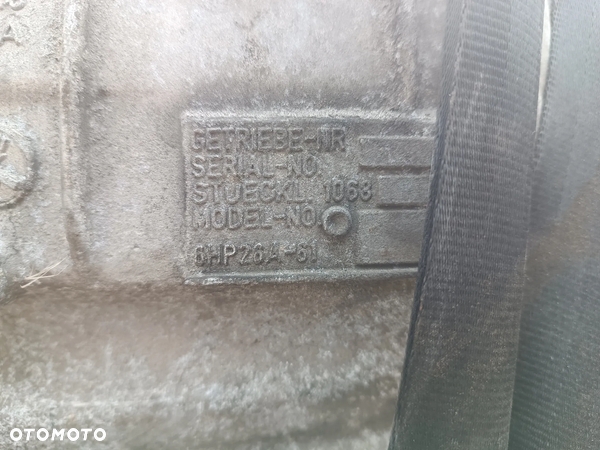 A
GETRIEBE-NR
SERIAL-NO.
STUECKL. 1068
MODEL-NO.
6HP26A-61
OTOMOTO